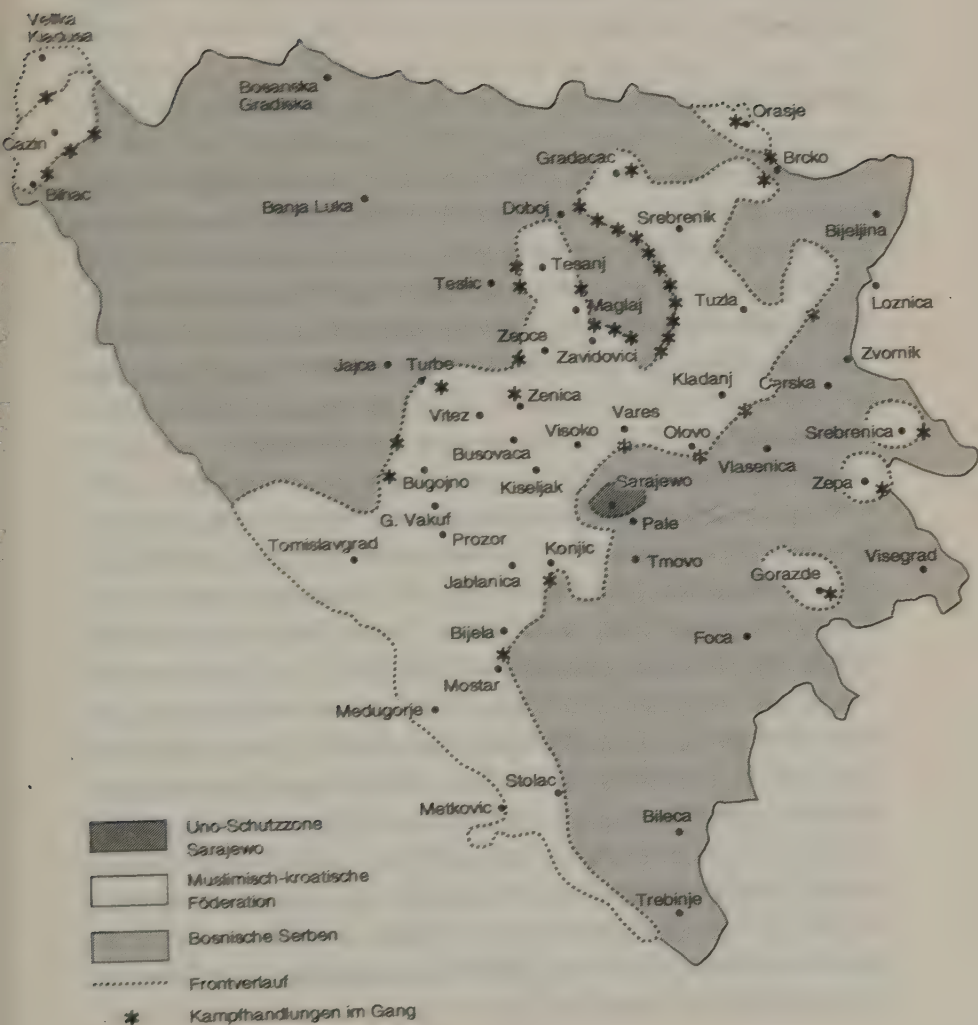 Velika
Kladusa
Bosanska
Gradiska
Orasje
Cazin
Gradacac
Brcko
Bihac
Banja Luka
Doboj
Srebrenik
Bijeljina
Teslic
Tesanj
Maglaj
Tuzla
Loznica
Zepce
Zavidovici
Zvornik
Jajce
Turbe
Kladanj
Carska
Zenica
Vitez
Vares
Visoko
Olovo
Srebrenica
Busovaca
Vlasenica
Bugojno
Kiseljak
Sarajewo
Zepa
G. Vakuf
Pale
Prozor
Tomislavgrad
Konjic
Tmovo
Visegrad
Jablanica
Gorazde
Bijela
Foca
Mostar
Medugorje
Stolac
Metkovic
Bileca
Trebinje
Uno-Schutzzone
Sarajewo
Muslimisch-kroatische
Föderation
Bosnische Serben
Frontverlauf
Kampfhandlungen im Gang